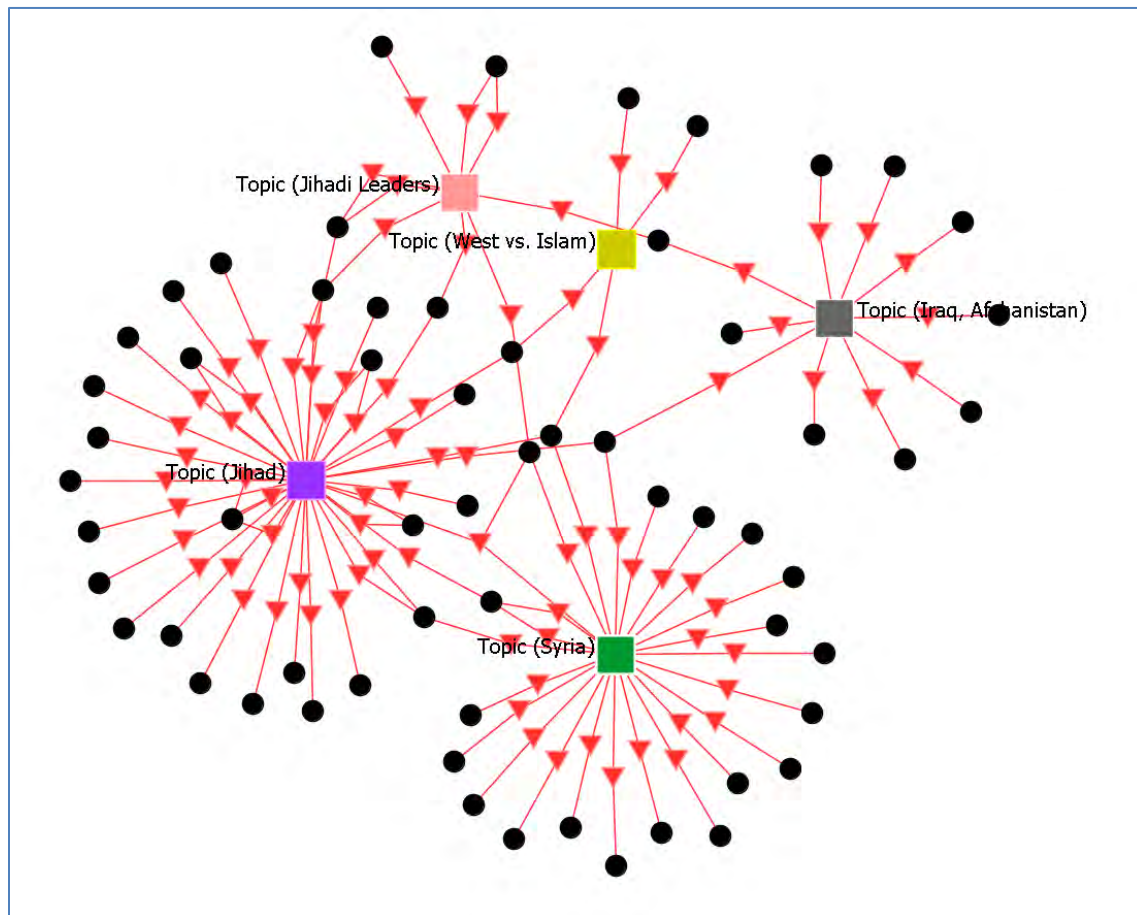 Topic (Jihadi Leaders)
Topic (West vs. Islam)
Topic (Iraq, Afghanistan)
Topic (Jihad)
Topic (Syria)